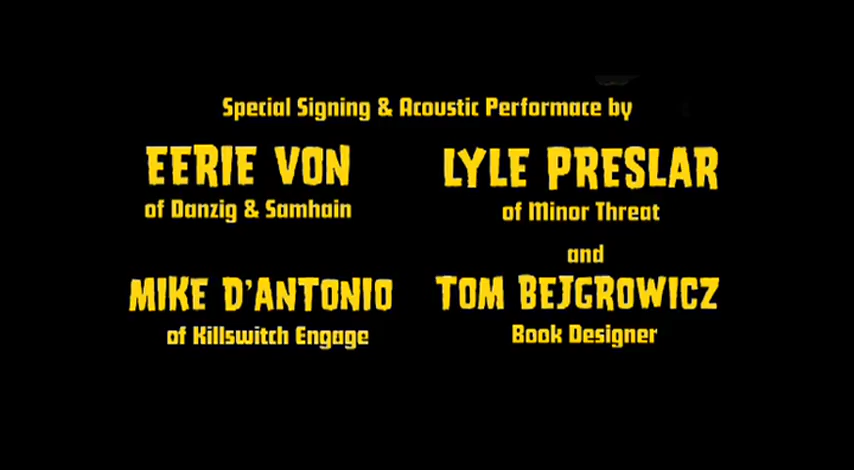 Special Signing & Acoustic Performace by
EERIE VON
of Danzig & Samhain
LYLE PRESLAR
of Minor Threat
and
MIKE D'ANTONIO
of Killswitch Engage
TOM BEJGROWICZ
Book Designer